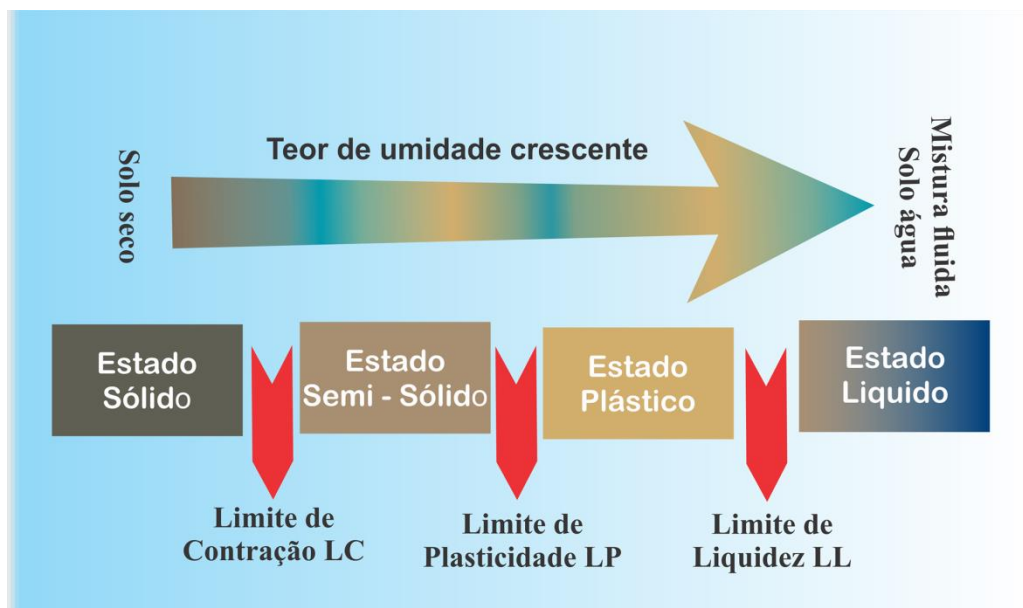 Teor de umidade crescente
Solo seco
Mistura fluida
Solo água
Estado
Sólido
Estado
Semi - Sólido
Estado
Plástico
Estado
Liquido
Limite de
Contração LC
Limite de
Plasticidade LP
Limite de
Liquidez LL